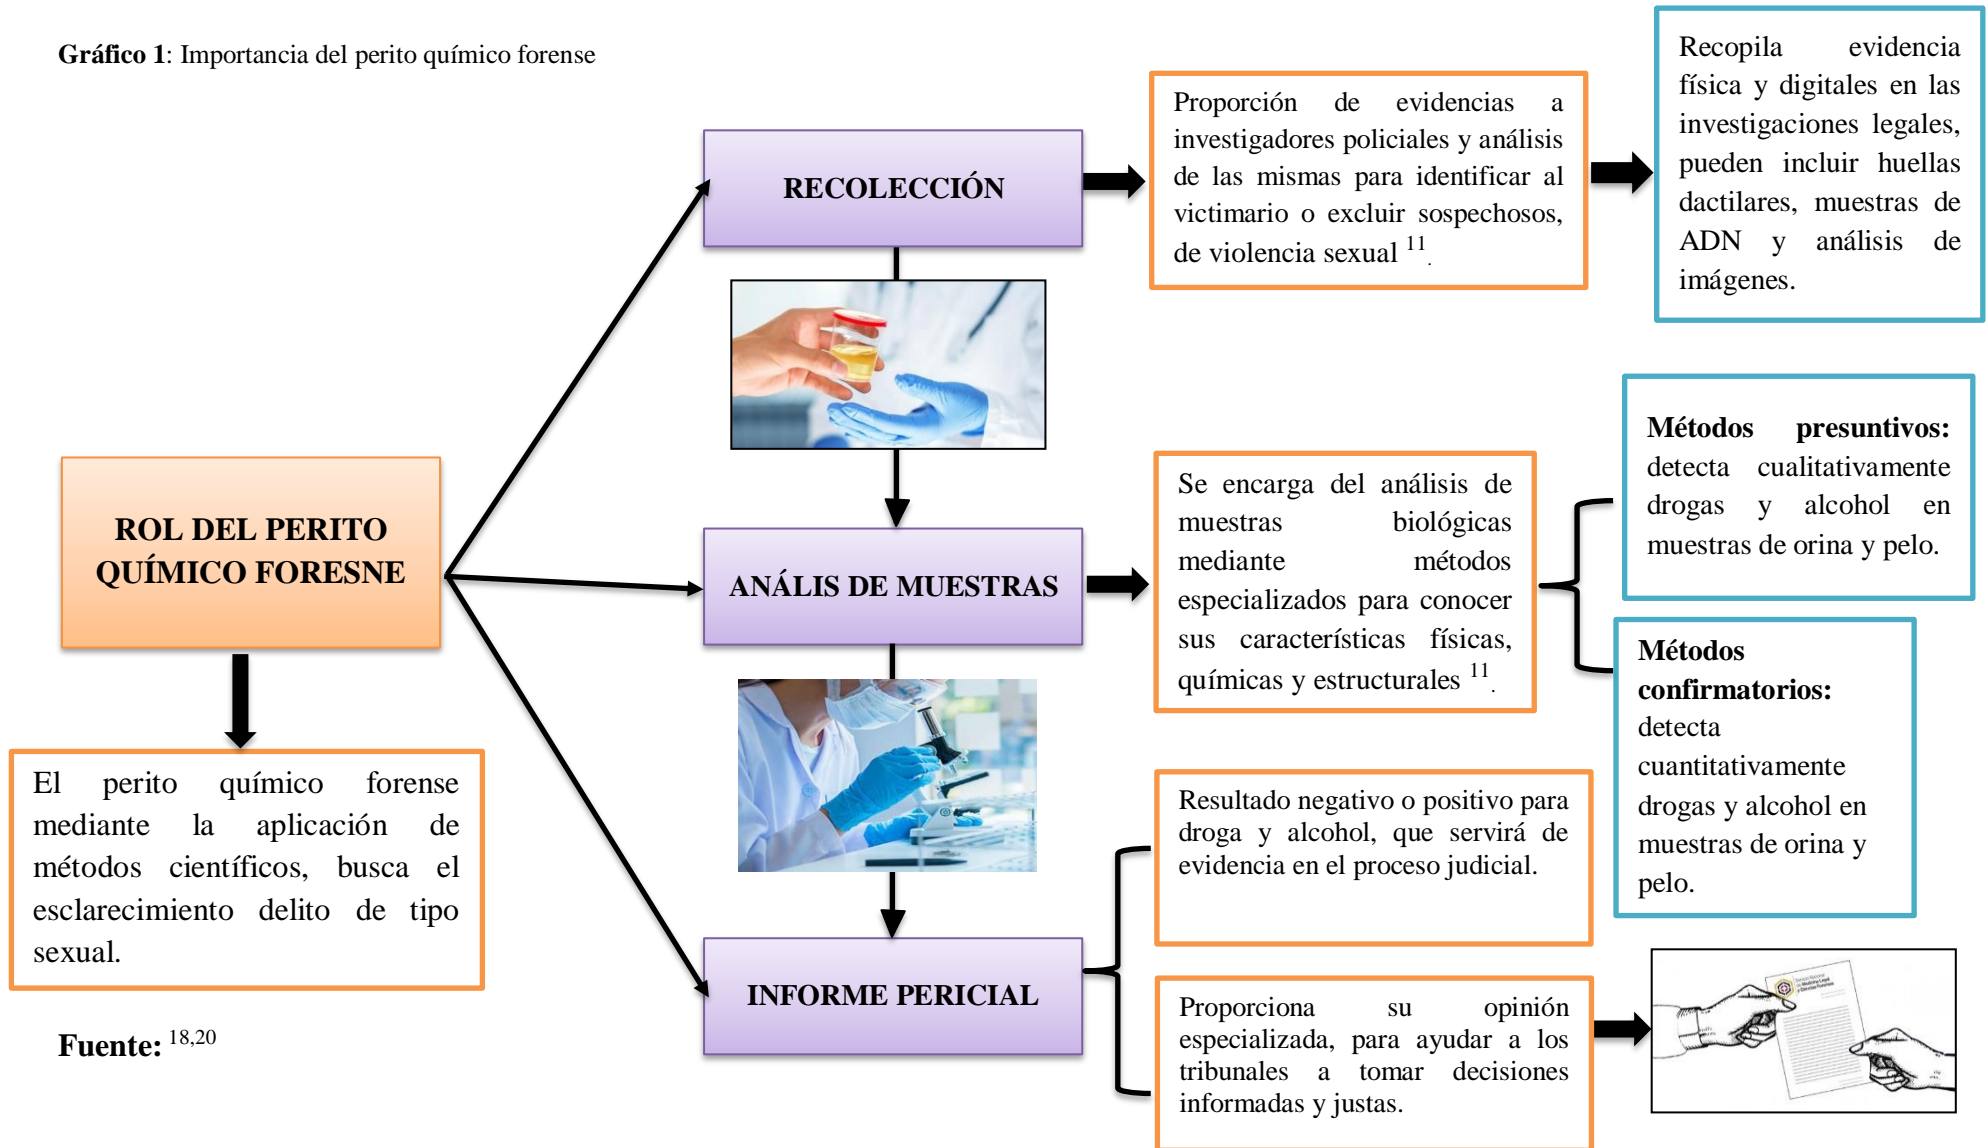 Gráfico 1: Importancia del perito químico forense
ROL DEL PERITO
QUÍMICO FORESNE
El perito químico forense
mediante la aplicación de
métodos científicos, busca el
esclarecimiento delito de tipo
sexual.
Fuente: 18,20
RECOLECCIÓN
Proporción de evidencias a
investigadores policiales y análisis
de las mismas para identificar al
victimario o excluir sospechosos,
de violencia sexual 11.
Recopila evidencia
física y digitales en las
investigaciones legales,
pueden incluir huellas
dactilares, muestras de
ADN y análisis de
imágenes.
ANÁLIS DE MUESTRAS
Se encarga del análisis de
muestras biológicas
mediante métodos
especializados para conocer
sus características físicas,
químicas y estructurales 11.
Métodos presuntivos:
detecta cualitativamente
drogas y alcohol en
muestras de orina y pelo.
Métodos
confirmatorios:
detecta
cuantitativamente
drogas y alcohol en
muestras de orina y
pelo.
INFORME PERICIAL
Resultado negativo o positivo para
droga y alcohol, que servirá de
evidencia en el proceso judicial.
Proporciona su opinión
especializada, para ayudar a los
tribunales a tomar decisiones
informadas y justas.
Servicio Nacional
de Medicina Legal
y Ciencias Forenses